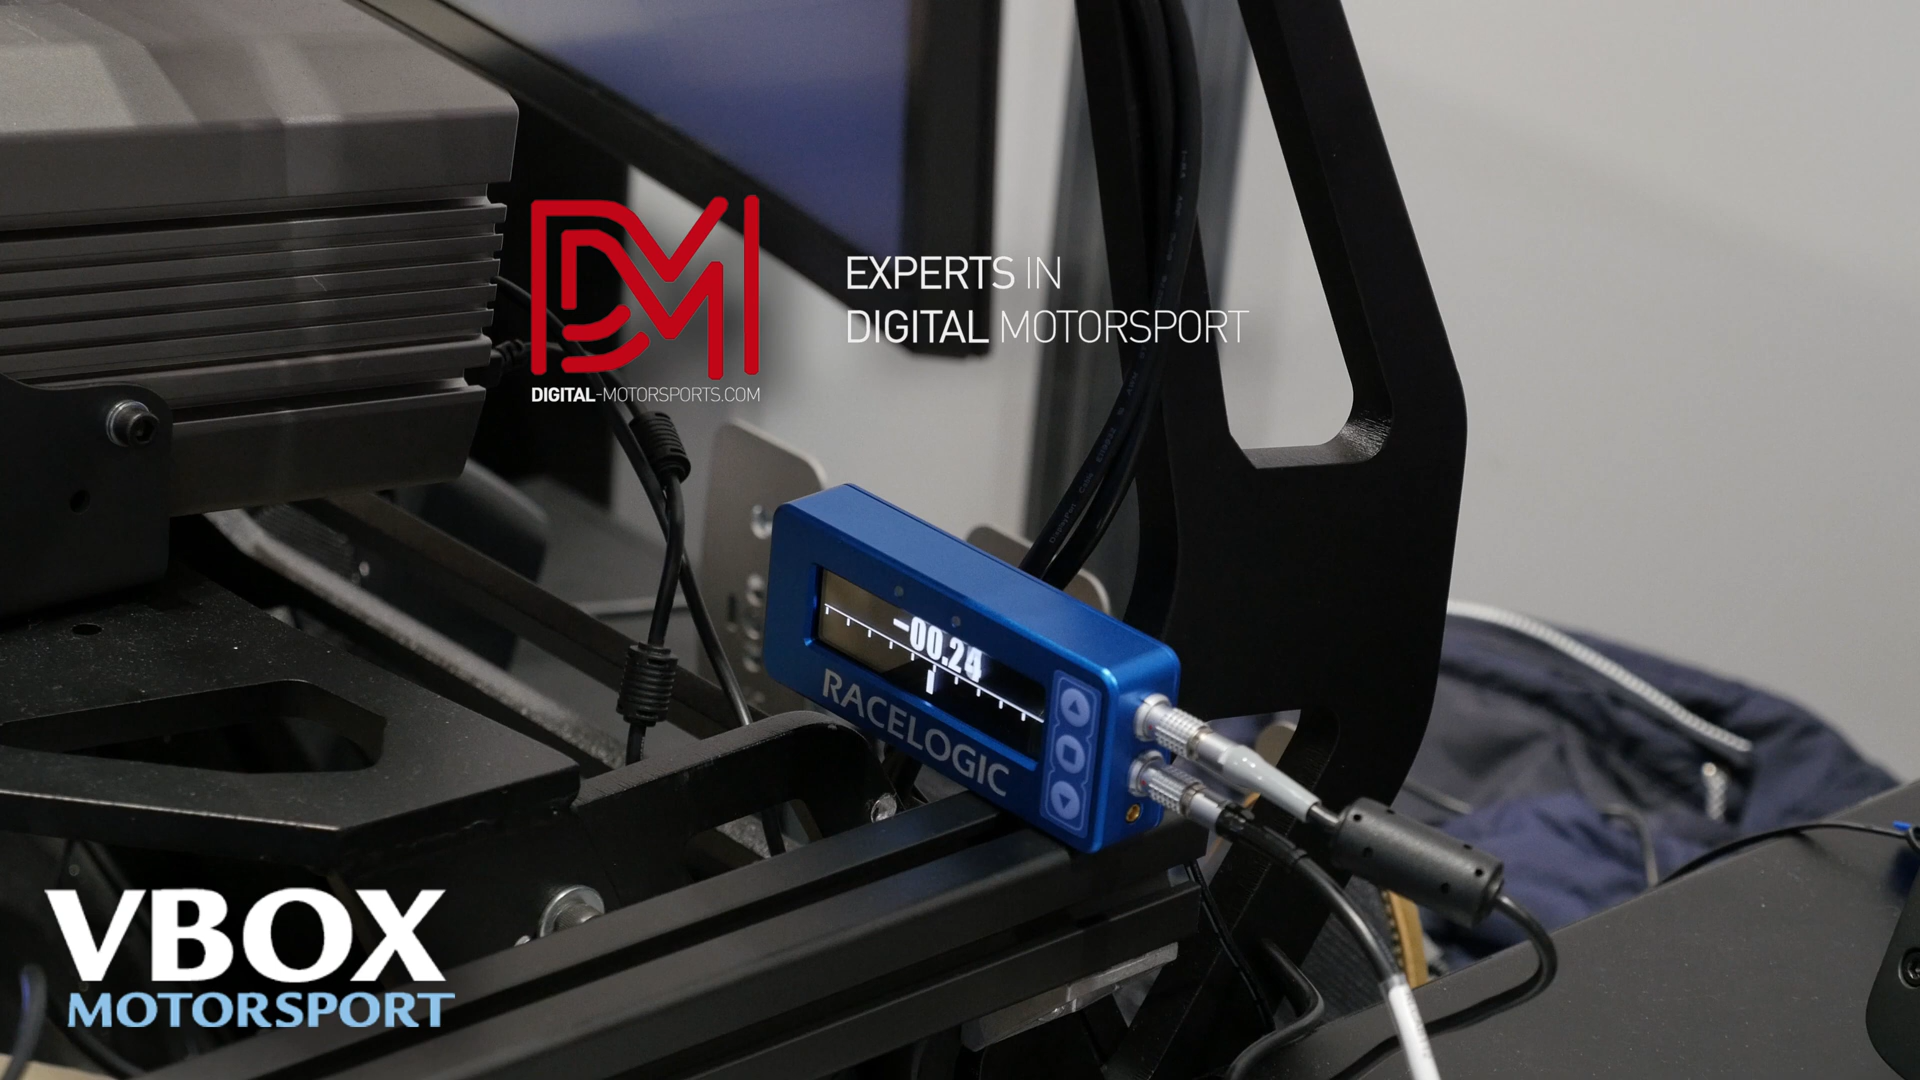 DM
DIGITAL-MOTORSPORTS.COM
EXPERTS IN
DIGITAL MOTORSPORT
-00.24
RACELOGIC
VBOX
MOTORSPORT